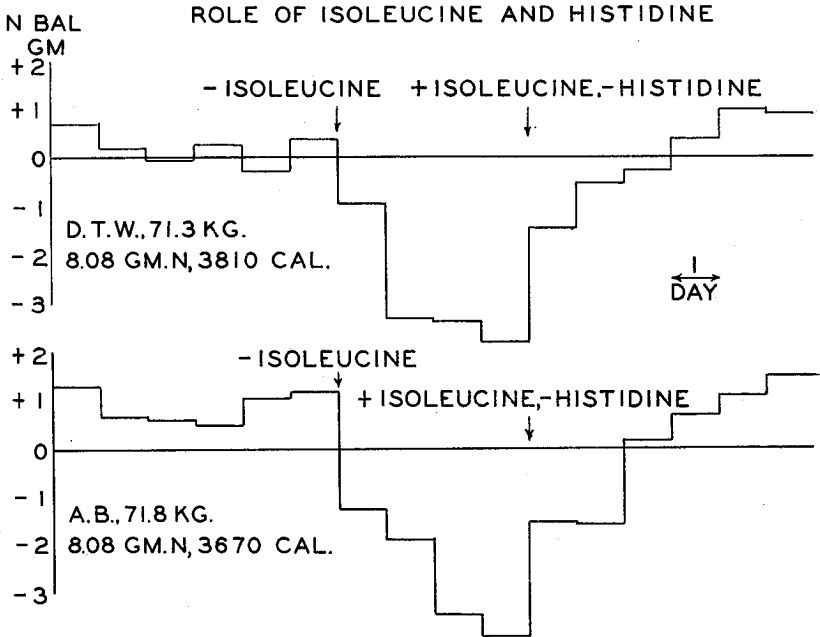 ROLE OF ISOLEUCINE AND HISTIDINE
N BAL
GM
+2
+1
0
-1
-2
-3
-ISOLEUCINE
+ISOLEUCINE,-HISTIDINE
D.T.W., 71.3 KG.
8.08 GM.N, 3810 CAL.
1
DAY
+2
+1
0
-1
-2
-3
-ISOLEUCINE
+ISOLEUCINE,-HISTIDINE
A.B., 71.8 KG.
8.08 GM.N, 3670 CAL.